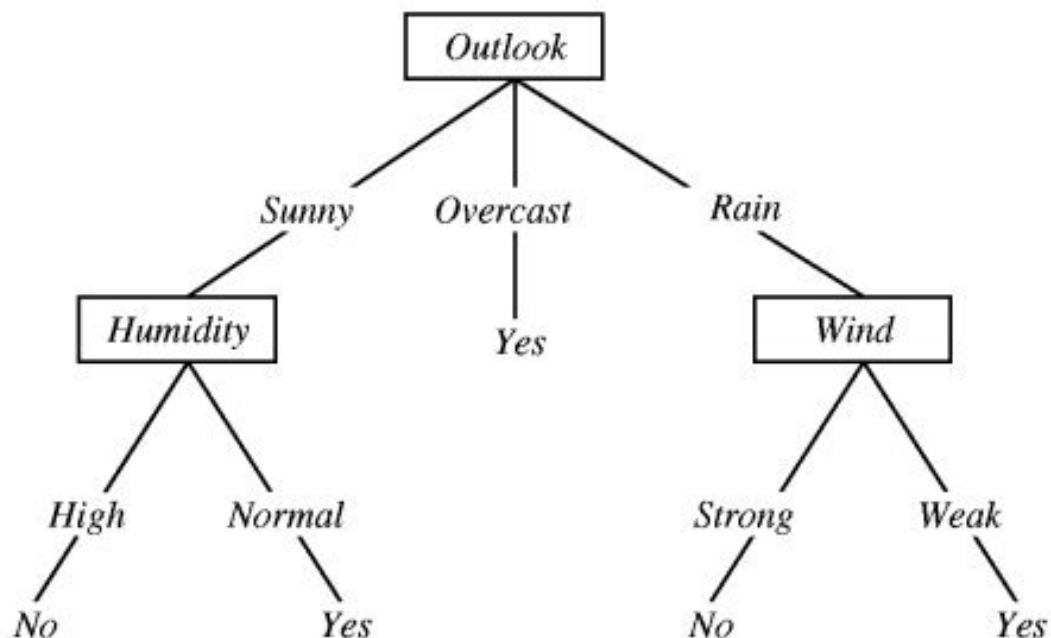 Outlook
Sunny Overcast Rain
Humidity Yes Wind
High Normal Strong Weak
No Yes No Yes